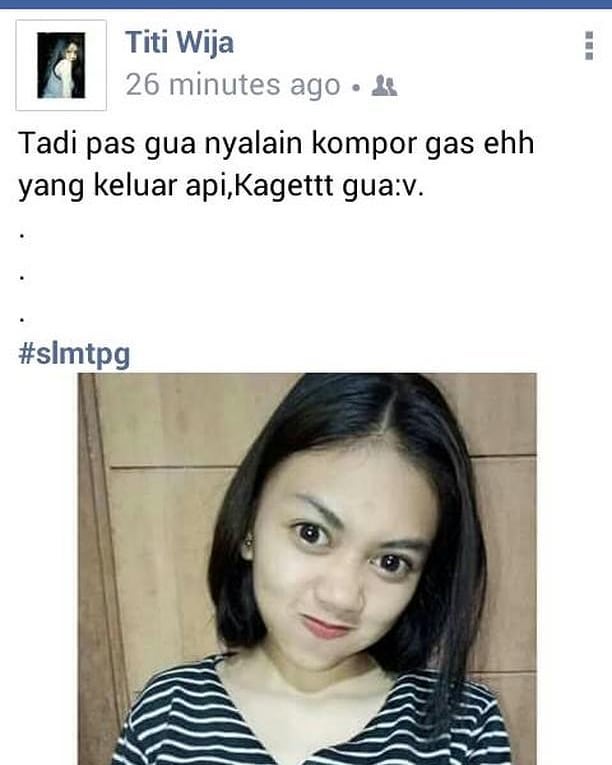 Titi Wija
26 minutes ago •
Tadi pas gua nyalain kompor gas ehh
yang keluar api,Kagettt gua:v.
.
.
.
#slmtpg